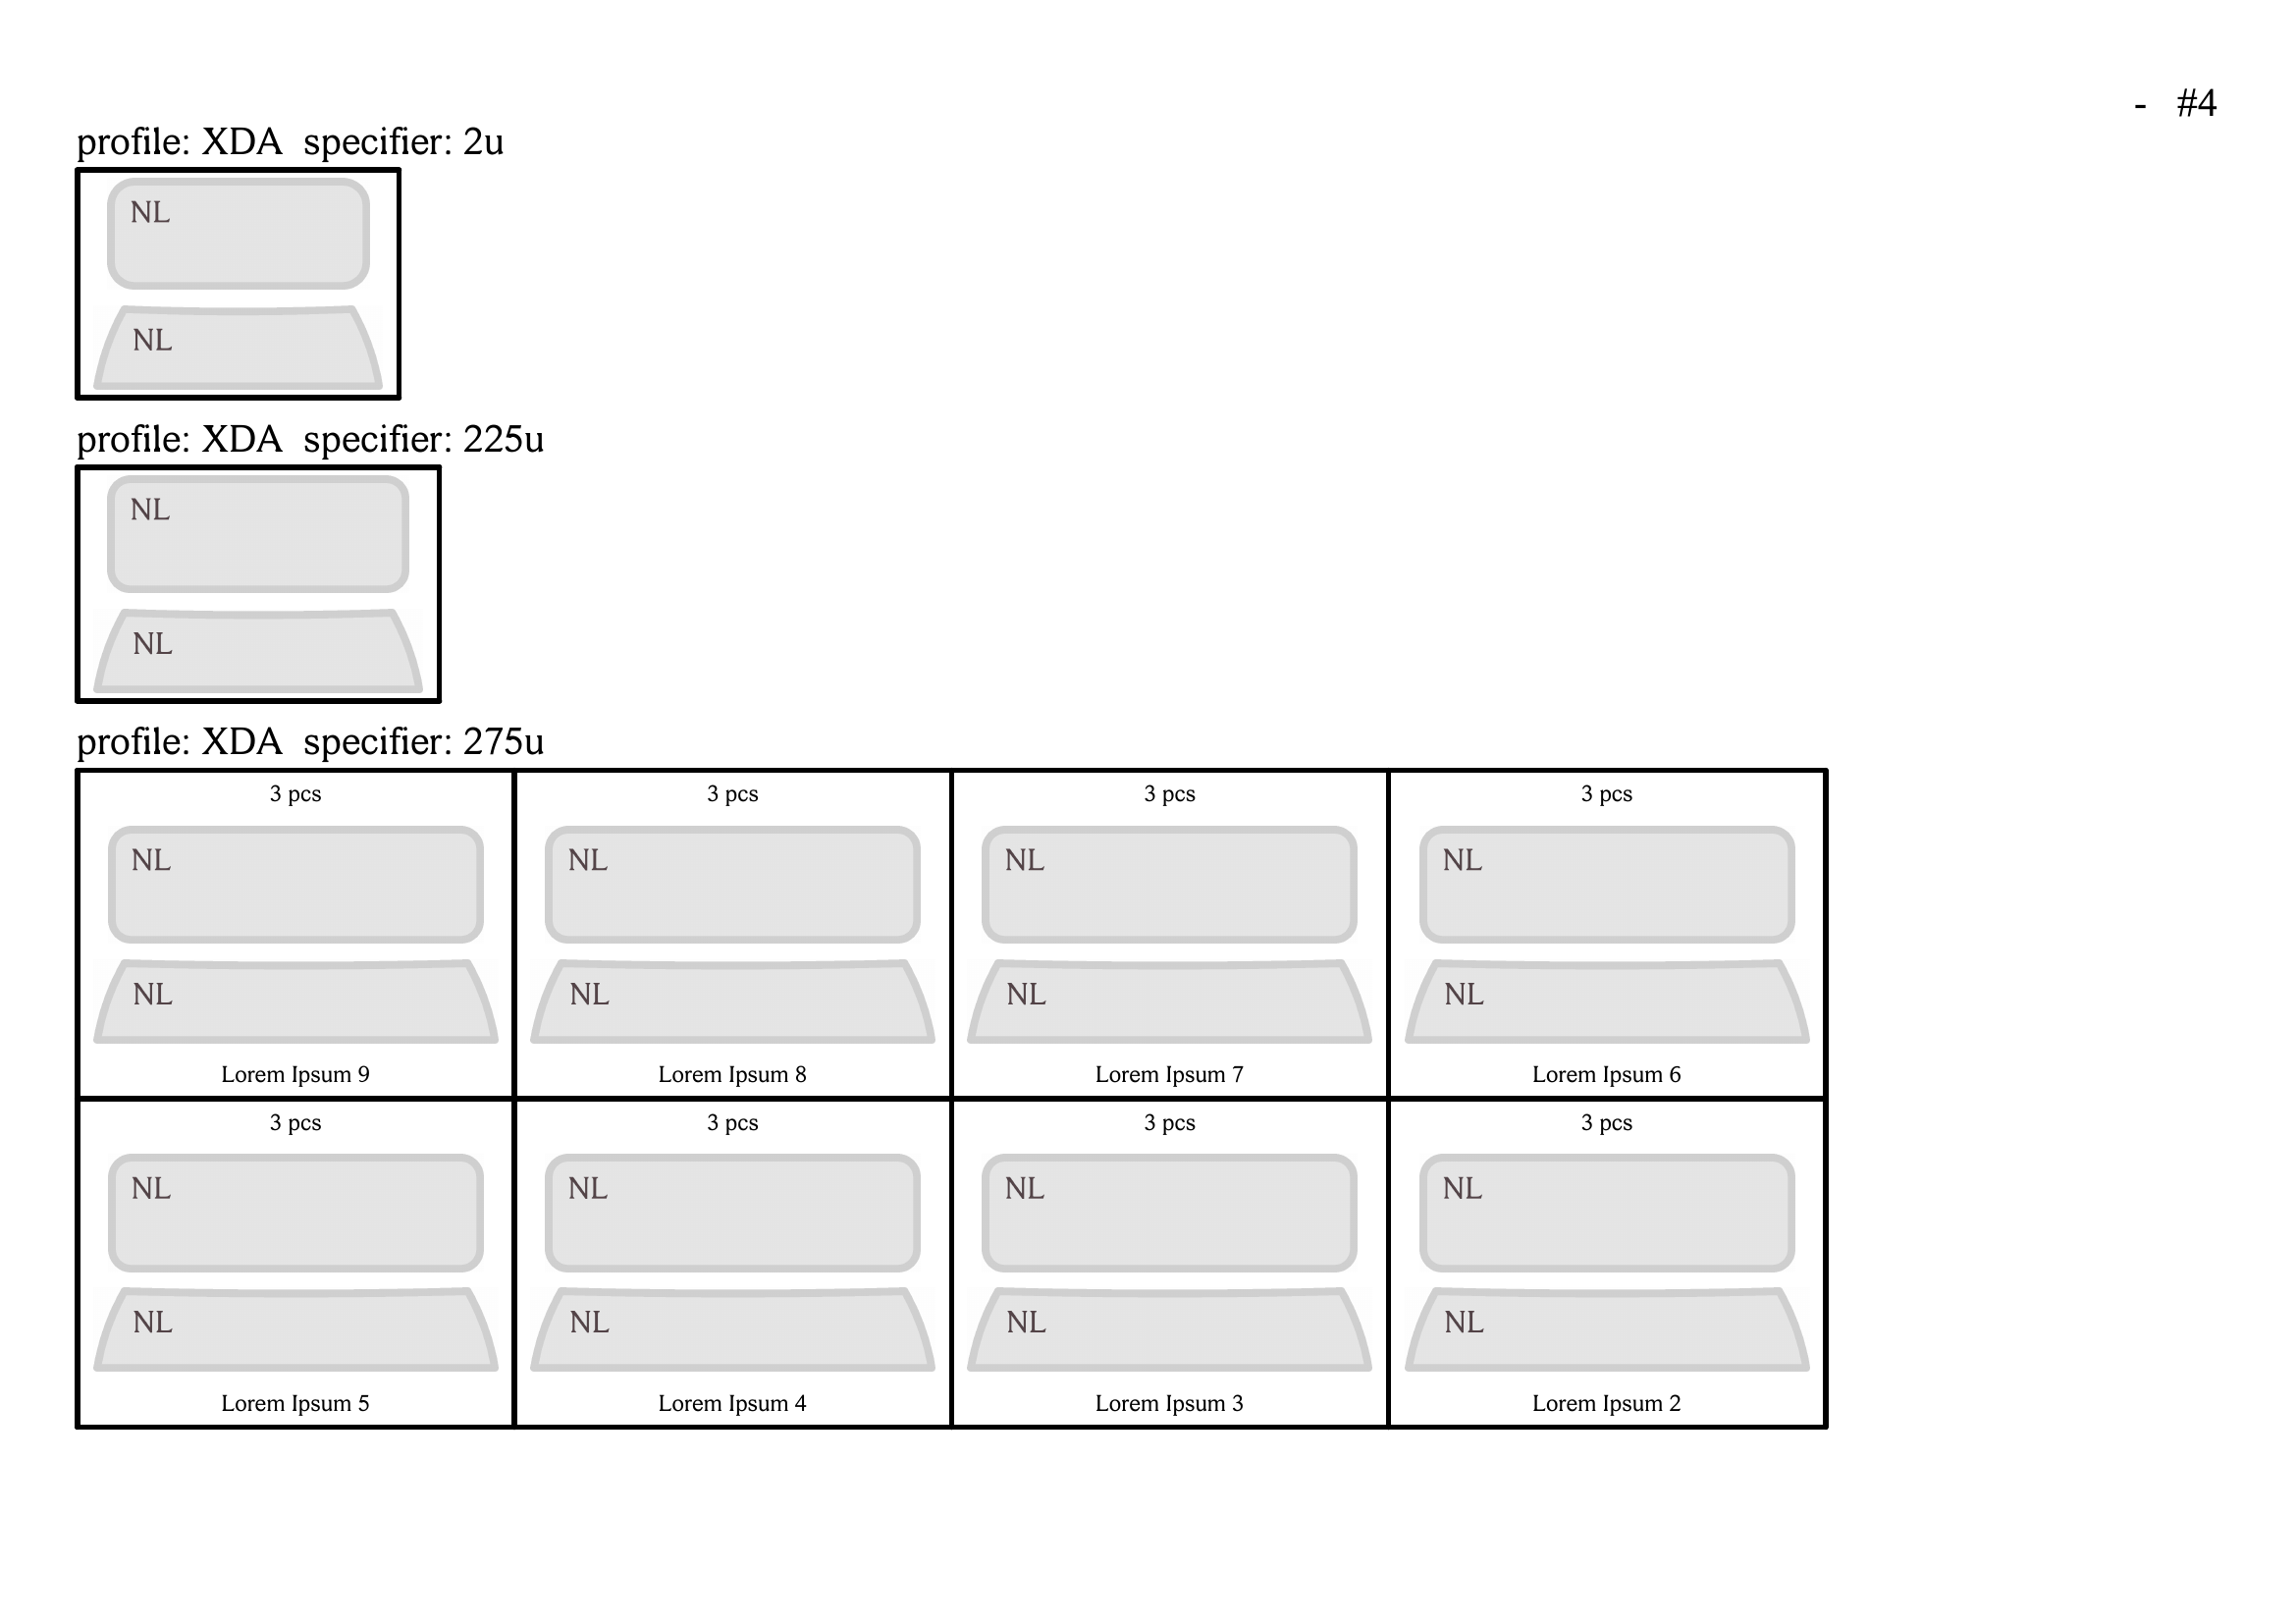 - #4
profile: XDA specifier: 2u
NL
NL
profile: XDA specifier: 225u
NL
NL
profile: XDA specifier: 275u
3 pcs 3 pcs 3 pcs 3 pcs
NL NL NL NL
NL NL NL NL
Lorem Ipsum 9 Lorem Ipsum 8 Lorem Ipsum 7 Lorem Ipsum 6
3 pcs 3 pcs 3 pcs 3 pcs
NL NL NL NL
NL NL NL NL
Lorem Ipsum 5 Lorem Ipsum 4 Lorem Ipsum 3 Lorem Ipsum 2